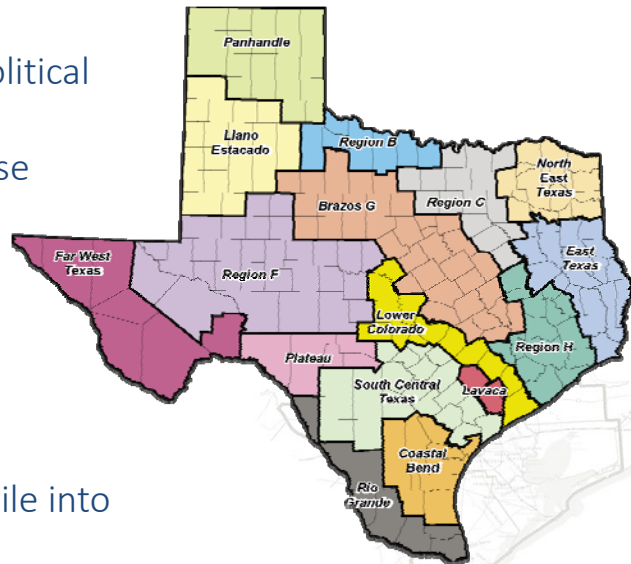 olitical
se
ile into
Panhandle
Llano
Estacado
Region B
North
East
Texas
Region C
Brazos G
East
Texas
Far West
Texas
Region F
Lower
Colorado
Region H
Plateau
South Central
Texas
Lavaca
Coastal
Bend
Rio
Grande